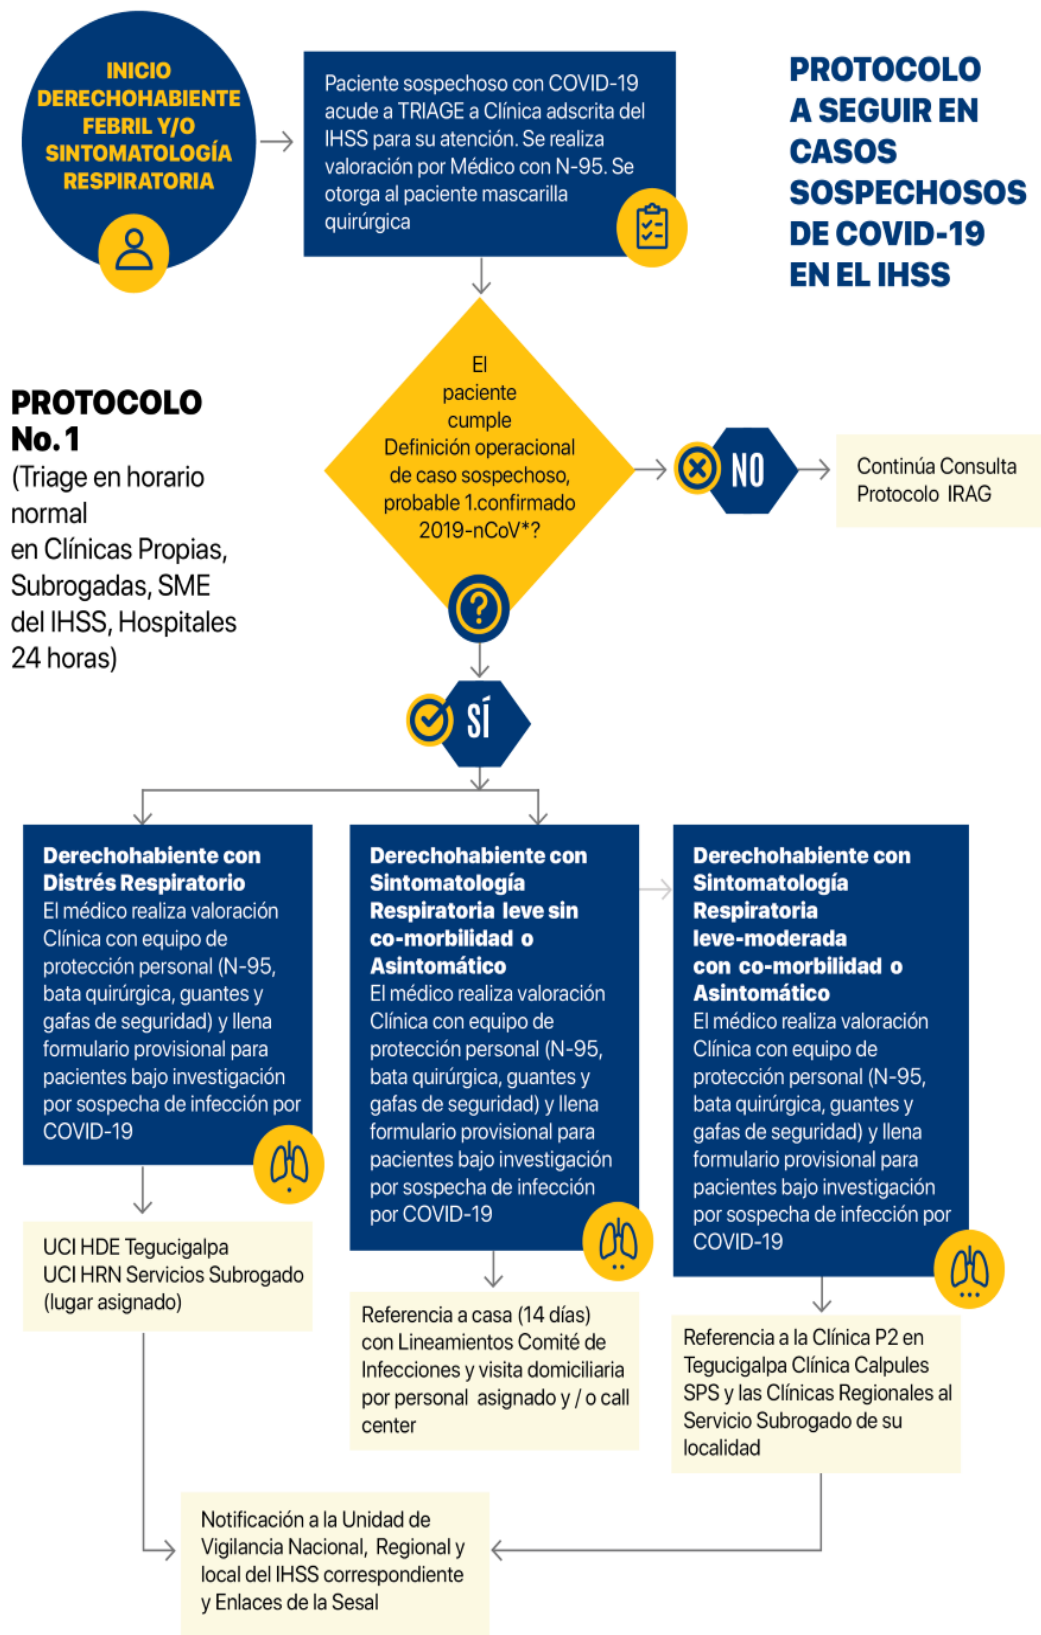 INICIO
DERECHOHABIENTE
FEBRIL Y/O
SINTOMATOLOGÍA
RESPIRATORIA
Paciente sospechoso con COVID-19
acude a TRIAGE a Clínica adscrita del
IHSS para su atención. Se realiza
valoración por Médico con N-95. Se
otorga al paciente mascarilla
quirúrgica
PROTOCOLO
A SEGUIR EN
CASOS
SOSPECHOSOS
DE COVID-19
EN EL IHSS
PROTOCOLO
No. 1
(Triage en horario
normal
en Clínicas Propias,
Subrogadas, SME
del IHSS, Hospitales
24 horas)
El
paciente
cumple
Definición operacional
de caso sospechoso,
probable 1.confirmado
2019-nCoV*?
NO
Continúa Consulta
Protocolo IRAG
SÍ
Derechohabiente con
Distrés Respiratorio
El médico realiza valoración
Clínica con equipo de
protección personal (N-95,
bata quirúrgica, guantes y
gafas de seguridad) y llena
formulario provisional para
pacientes bajo investigación
por sospecha de infección por
COVID-19
Derechohabiente con
Sintomatología
Respiratoria leve sin
co-morbilidad o
Asintomático
El médico realiza valoración
Clínica con equipo de
protección personal (N-95,
bata quirúrgica, guantes y
gafas de seguridad) y llena
formulario provisional para
pacientes bajo investigación
por sospecha de infección
por COVID-19
Derechohabiente con
Sintomatología
Respiratoria
leve-moderada
con co-morbilidad o
Asintomático
El médico realiza valoración
Clínica con equipo de
protección personal (N-95,
bata quirúrgica, guantes y
gafas de seguridad) y llena
formulario provisional para
pacientes bajo investigación
por sospecha de infección por
COVID-19
UCI HDE Tegucigalpa
UCI HRN Servicios Subrogado
(lugar asignado)
Referencia a casa (14 días)
con Lineamientos Comité de
Infecciones y visita domiciliaria
por personal asignado y / o call
center
Referencia a la Clínica P2 en
Tegucigalpa Clínica Calpules
SPS y las Clínicas Regionales al
Servicio Subrogado de su
localidad
Notificación a la Unidad de
Vigilancia Nacional, Regional y
local del IHSS correspondiente
y Enlaces de la Sesal